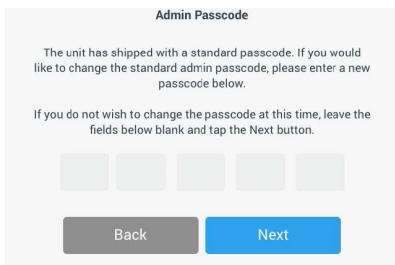 Admin Passcode
The unit has shipped with a standard passcode. If you would
like to change the standard admin passcode, please enter a new
passcode below.
If you do not wish to change the passcode at this time, leave the
fields below blank and tap the Next button.
Back
Next